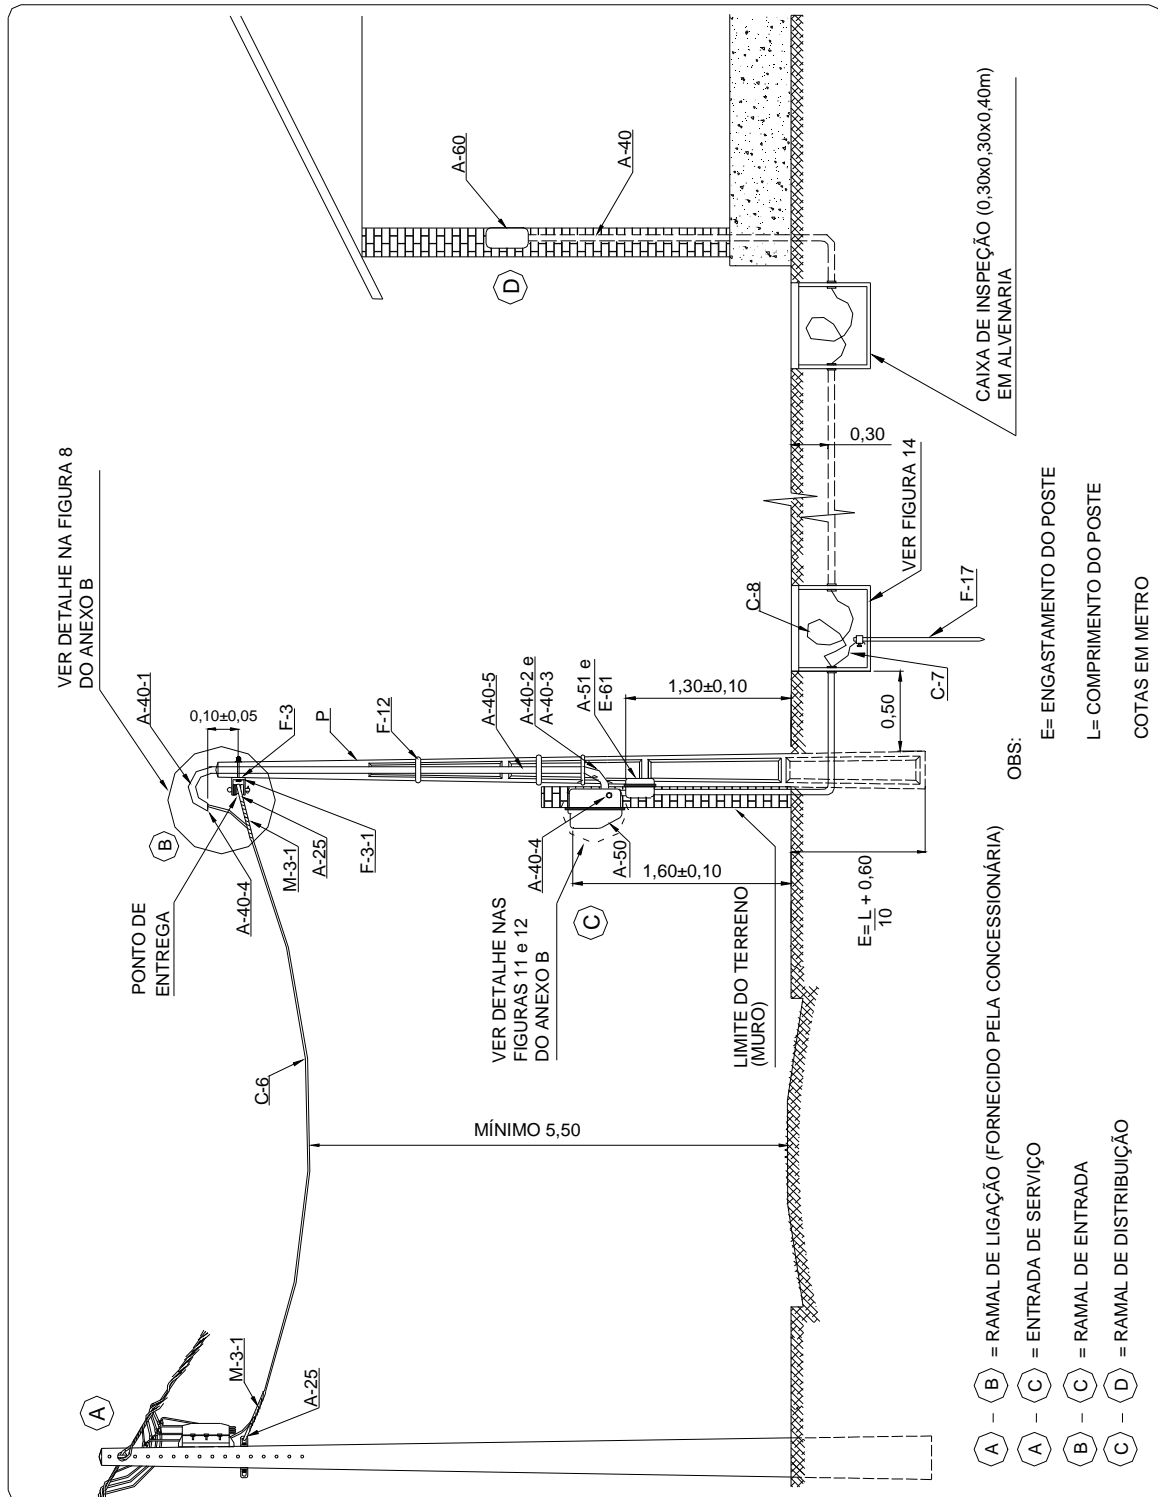 A
M-3-1
A-25
C-6
MÍNIMO 5,50
PONTO DE
ENTREGA
B
VER DETALHE NA FIGURA 8
DO ANEXO B
A-40-1
0,10±0,05
F-3
P
F-12
A-40-5
A-40-2 e
A-40-3
A-51 e
E-61
A-40-4
M-3-1
A-25
F-3-1
A-40-4
A-50
C
VER DETALHE NAS
FIGURAS 11 e 12
DO ANEXO B
1,60±0,10
1,30±0,10
LIMITE DO TERRENO
(MURO)
E= L + 0,60
10
0,50
C-8
C-7
F-17
VER FIGURA 14
0,30
D
A-60
A-40
CAIXA DE INSPEÇÃO (0,30x0,30x0,40m)
EM ALVENARIA
A - B = RAMAL DE LIGAÇÃO (FORNECIDO PELA CONCESSIONÁRIA)
A - C = ENTRADA DE SERVIÇO
B - C = RAMAL DE ENTRADA
C - D = RAMAL DE DISTRIBUIÇÃO
OBS:
E= ENGASTAMENTO DO POSTE
L= COMPRIMENTO DO POSTE
COTAS EM METRO